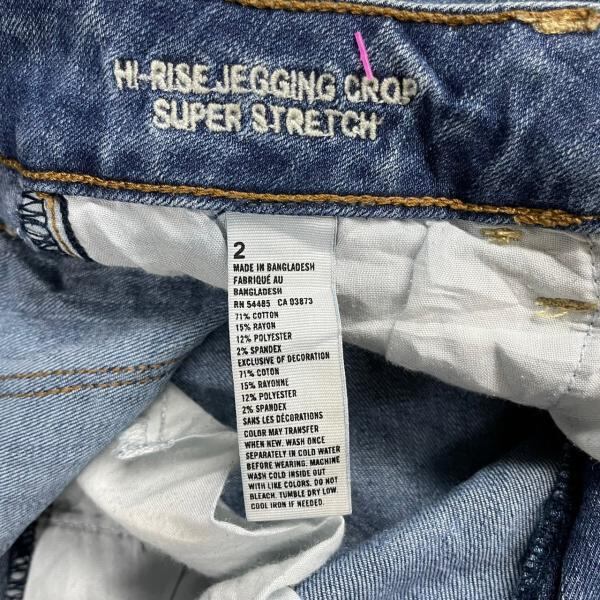 HI-RISE JEGGING CROP
SUPER STRETCH
2
MADE IN BANGLADESH
FABRIQUÉ AU
BANGLADESH
RN 54485 CA 03873
71% COTTON
15% RAYON
12% POLYESTER
2% SPANDEX
EXCLUSIVE OF DECORATION
71% COTON
15% RAYONNE
12% POLYESTER
2% SPANDEX
SANS LES DÉCORATIONS
COLOR MAY TRANSFER
WHEN NEW. WASH ONCE
SEPARATELY IN COLD WATER
BEFORE WEARING. MACHINE
WASH COLD INSIDE OUT
WITH LIKE COLORS. DO NOT
BLEACH. TUMBLE DRY LOW.
COOL IRON IF NEEDED.